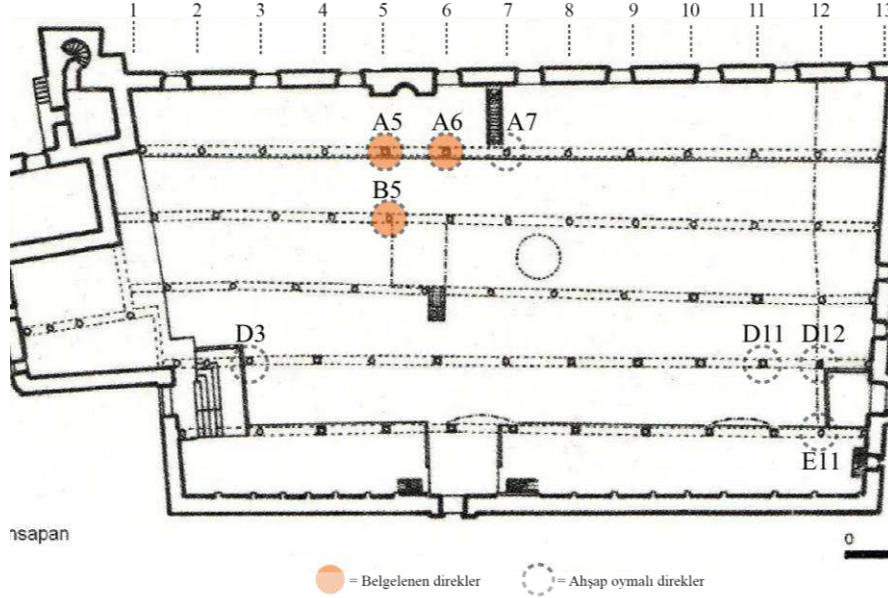 1 2 3 4 5 6 7 8 9 10 11 12 13
A5 A6 A7
B5
D3 D11 D12
E11
nsapan
0
= Belgelenen direkler = Ahşap oymalı direkler